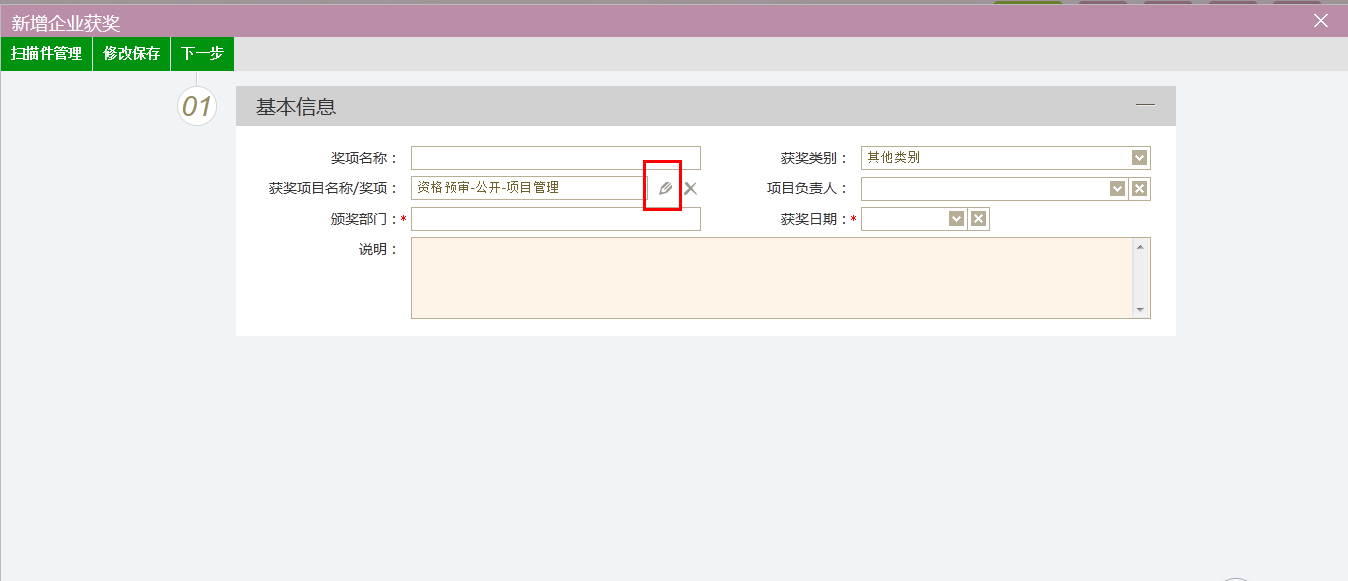 新增企业获奖
扫描件管理 修改保存 下一步
01 基本信息
奖项名称： 获奖类别： 其他类别
获奖项目名称/奖项： 资格预审-公开-项目管理 项目负责人：
颁奖部门：* 获奖日期：*
说明：